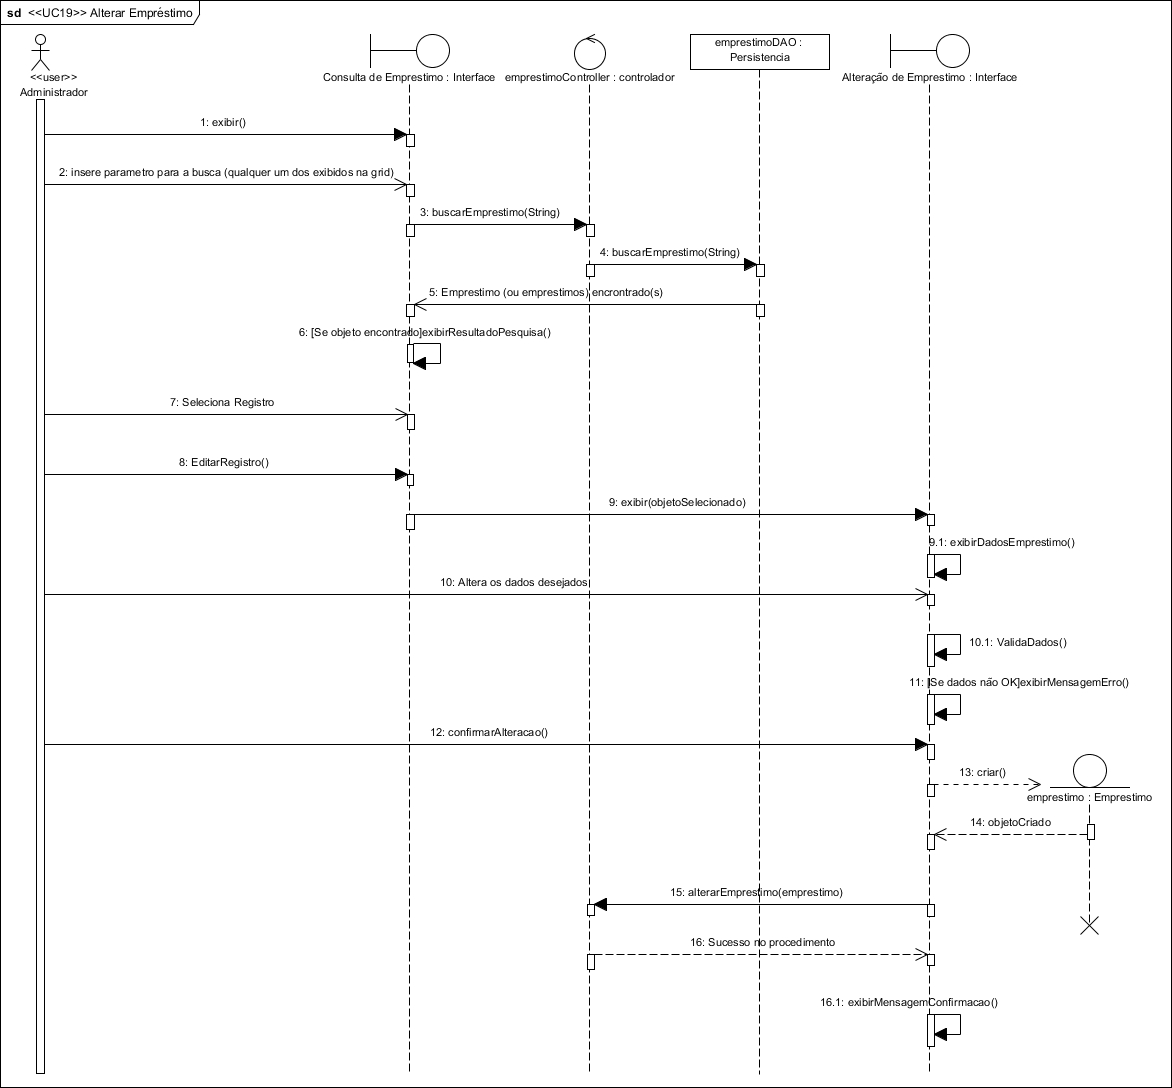 sd <<UC19>> Alterar Empréstimo
<<user>>
Administrador
Consulta de Emprestimo : Interface
emprestimoController : controlador
emprestimoDAO :
Persistencia
Alteração de Emprestimo : Interface
1: exibir()
2: insere parametro para a busca (qualquer um dos exibidos na grid)
3: buscarEmprestimo(String)
4: buscarEmprestimo(String)
5: Emprestimo (ou emprestimos) encrontrado(s)
6: [Se objeto encontrado]exibirResultadoPesquisa()
7: Seleciona Registro
8: EditarRegistro()
9: exibir(objetoSelecionado)
9.1: exibirDadosEmprestimo()
10: Altera os dados desejados
10.1: ValidaDados()
11: [Se dados não OK]exibirMensagemErro()
12: confirmarAlteracao()
13: criar()
emprestimo : Emprestimo
14: objetoCriado
15: alterarEmprestimo(emprestimo)
16: Sucesso no procedimento
16.1: exibirMensagemConfirmacao()